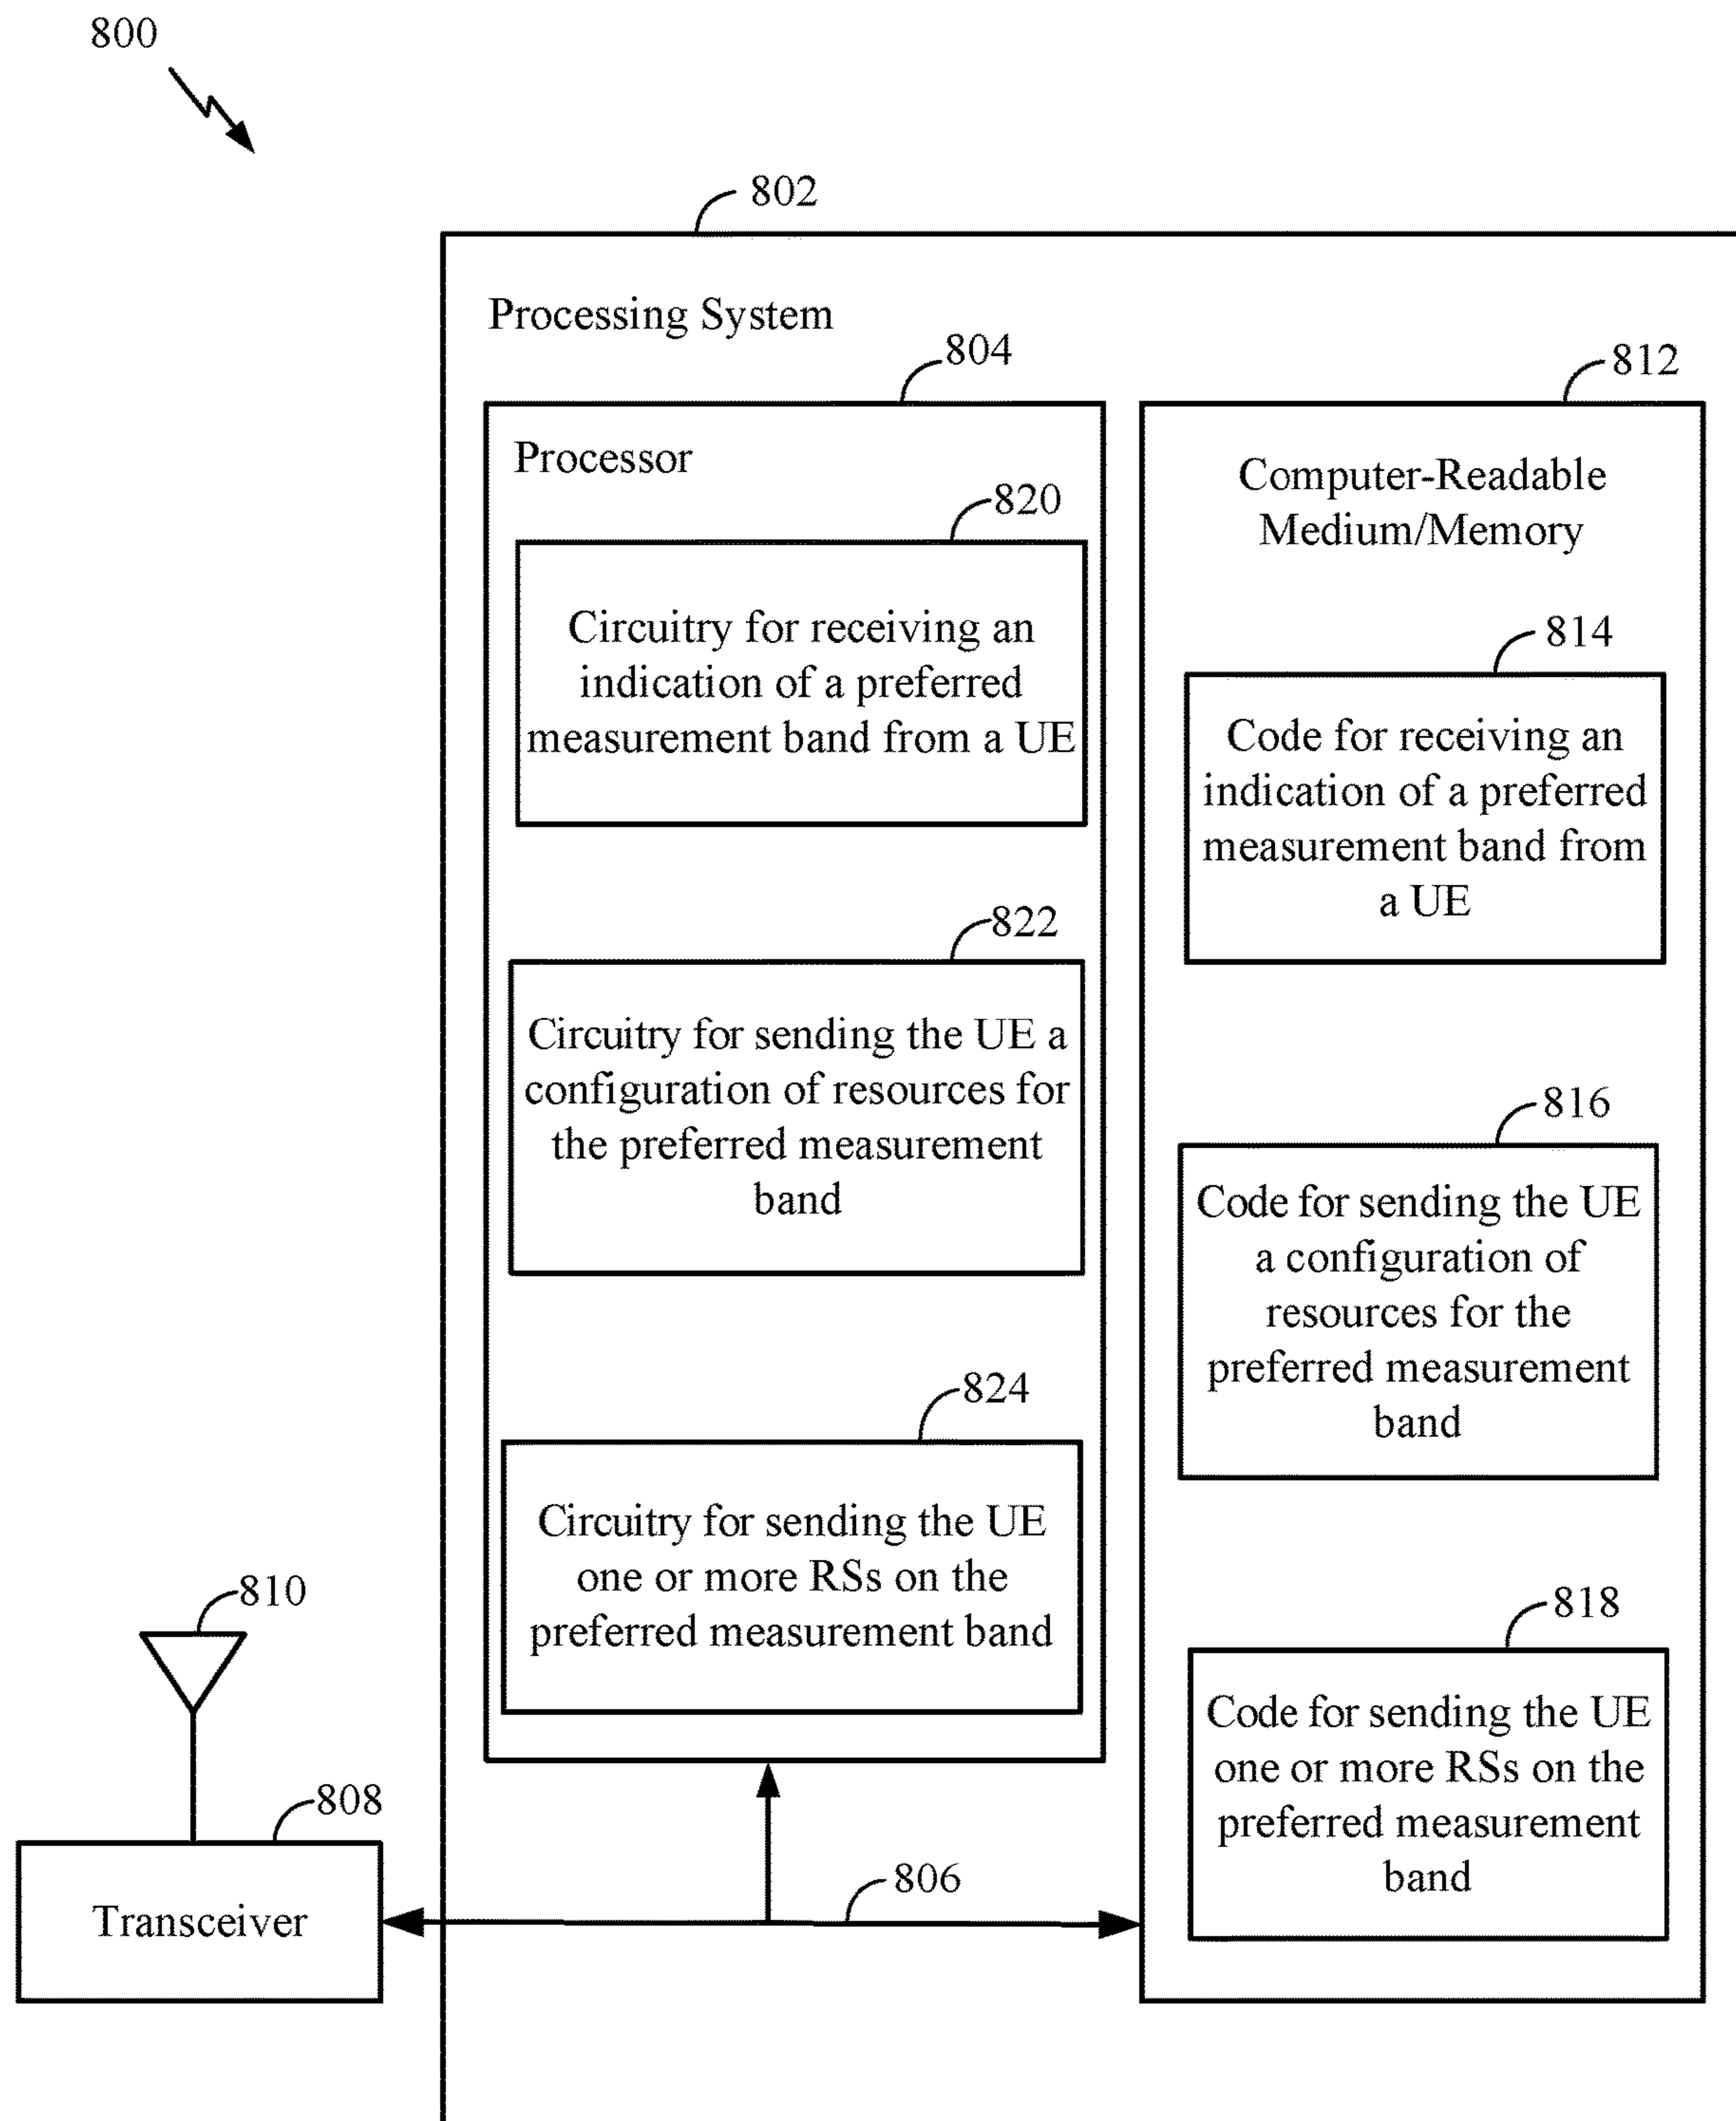 800
802
Processing System
804
Processor
820
Circuitry for receiving an
indication of a preferred
measurement band from a UE
822
Circuitry for sending the UE a
configuration of resources for
the preferred measurement
band
824
Circuitry for sending the UE
one or more RSs on the
preferred measurement band
812
Computer-Readable
Medium/Memory
814
Code for receiving an
indication of a preferred
measurement band from
a UE
816
Code for sending the UE
a configuration of
resources for the
preferred measurement
band
818
Code for sending the UE
one or more RSs on the
preferred measurement
band
810
808
Transceiver
806